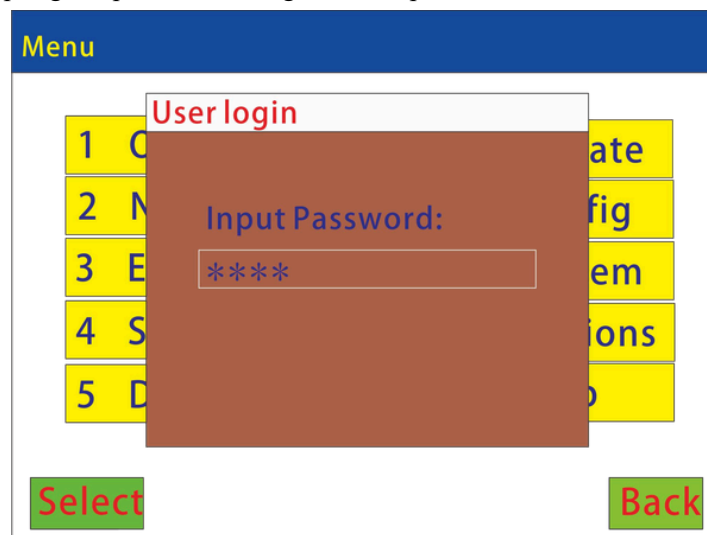 Menu
User login
1
ate
2
Input Password:
fig
3 E
****
em
4 S
ions
5
Select
Back